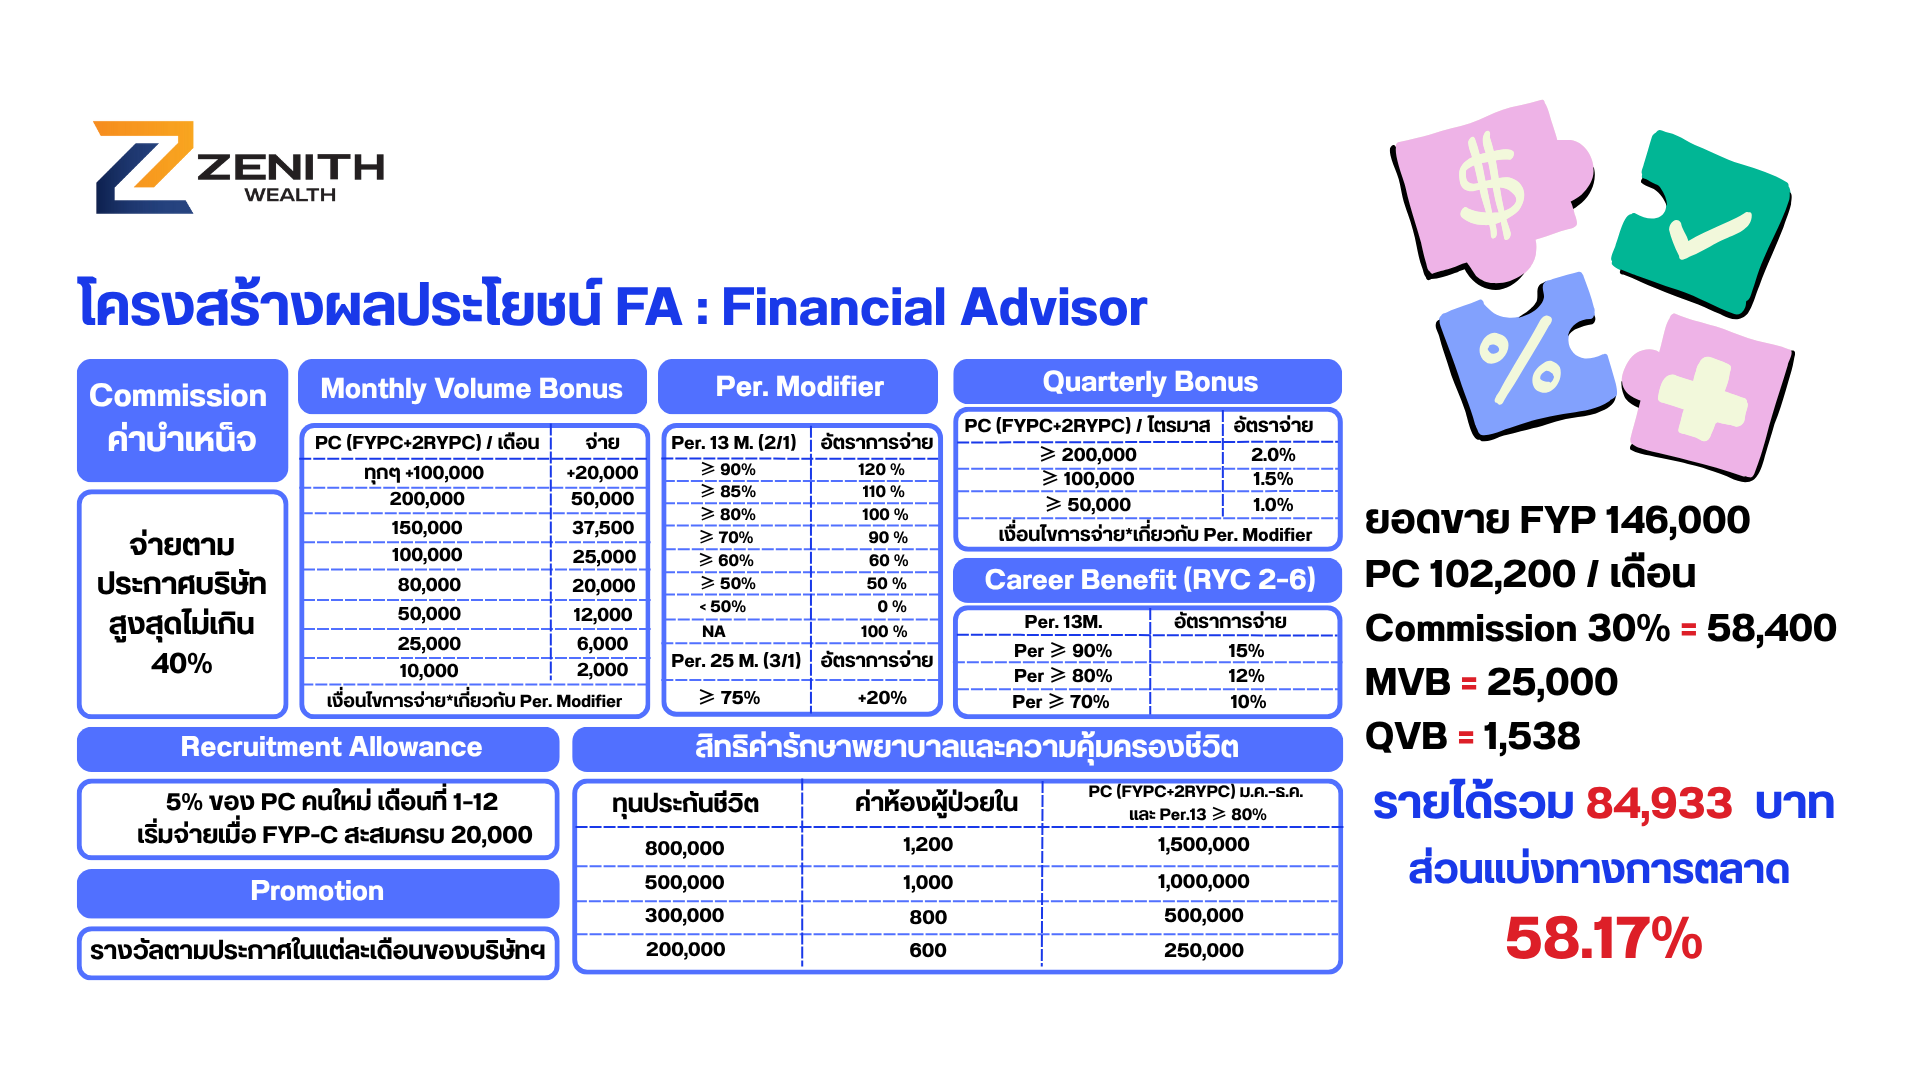 ZENITH
WEALTH
โครงสร้างผลประโยชน์ FA : Financial Advisor
Commission
ค่าบำเหน็จ
จ่ายตาม
ประกาศบริษัท
สูงสุดไม่เกิน
40%
Monthly Volume Bonus
PC (FYPC+2RYPC) / เดือน จ่าย
ทุกๆ +100,000 +20,000
200,000 50,000
150,000 37,500
100,000 25,000
80,000 20,000
50,000 12,000
25,000 6,000
10,000 2,000
เงื่อนไขการจ่าย*เกี่ยวกับ Per. Modifier
Per. Modifier
Per. 13 M. (2/1) อัตราการจ่าย
⩾ 90% 120 %
⩾ 85% 110 %
⩾ 80% 100 %
⩾ 70% 90 %
⩾ 60% 60 %
⩾ 50% 50 %
< 50% 0 %
NA 100 %
Per. 25 M. (3/1) อัตราการจ่าย
⩾ 75% +20%
Quarterly Bonus
PC (FYPC+2RYPC) / ไตรมาส อัตราจ่าย
⩾ 200,000 2.0%
⩾ 100,000 1.5%
⩾ 50,000 1.0%
เงื่อนไขการจ่าย*เกี่ยวกับ Per. Modifier
Career Benefit (RYC 2-6)
Per. 13M. อัตราการจ่าย
Per ⩾ 90% 15%
Per ⩾ 80% 12%
Per ⩾ 70% 10%
Recruitment Allowance
5% ของ PC คนใหม่ เดือนที่ 1-12
เริ่มจ่ายเมื่อ FYP-C สะสมครบ 20,000
Promotion
รางวัลตามประกาศในแต่ละเดือนของบริษัทฯ
สิทธิค่ารักษาพยาบาลและความคุ้มครองชีวิต
ทุนประกันชีวิต ค่าห้องผู้ป่วยใน PC (FYPC+2RYPC) ม.ค.-ธ.ค.
และ Per.13 ⩾ 80%
800,000 1,200 1,500,000
500,000 1,000 1,000,000
300,000 800 500,000
200,000 600 250,000
$
%
ยอดขาย FYP 146,000
PC 102,200 / เดือน
Commission 30% = 58,400
MVB = 25,000
QVB = 1,538
รายได้รวม 84,933 บาท
ส่วนแบ่งทางการตลาด
58.17%